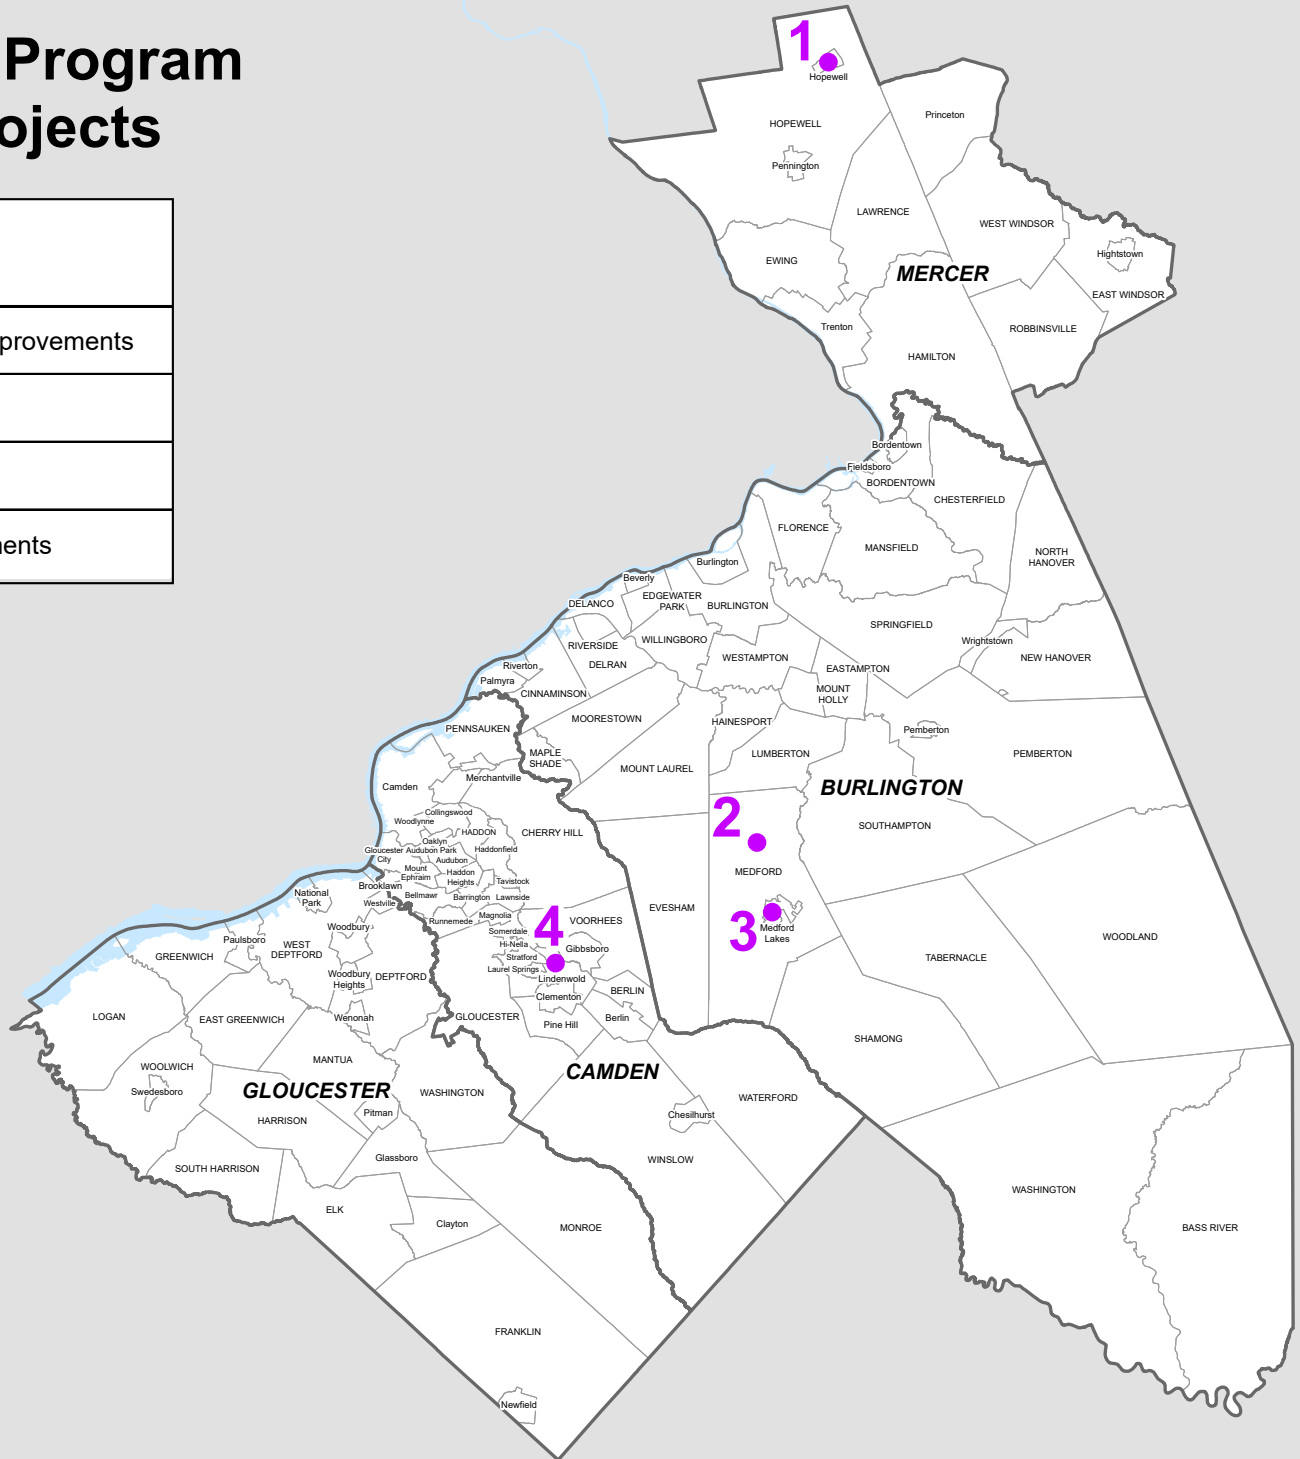 Program
ojects
provements
ents
1
Hopewell
HOPEWELL
Princeton
Pennington
LAWRENCE
WEST WINDSOR
Hightstown
EWING
MERCER
EAST WINDSOR
Trenton
ROBBINSVILLE
HAMILTON
Bordentown
Fieldsboro
BORDENTOWN
CHESTERFIELD
FLORENCE
MANSFIELD
NORTH
HANOVER
Burlington
Beverly
DELANCO
EDGEWATER
PARK
BURLINGTON
SPRINGFIELD
RIVERSIDE
WILLINGBORO
Wrightstown
WESTAMPTON
NEW HANOVER
DELRAN
Riverton
EASTAMPTON
Palmyra
CINNAMINSON
MOUNT
HOLLY
MOORESTOWN
HAINESPORT
PENNSAUKEN
Pemberton
MAPLE
SHADE
LUMBERTON
PEMBERTON
MOUNT LAUREL
Merchantville
Camden
BURLINGTON
2
Collingswood
Woodlynne
HADDON
CHERRY HILL
SOUTHAMPTON
Oaklyn
Gloucester
City
Audubon Park
Haddonfield
Audubon
Mount
Ephraim
Haddon
Heights
MEDFORD
Tavistock
Brooklawn
Bellmawr
Barrington
Lawnside
National
Park
Westville
EVESHAM
Runnemede
Magnolia
4
VOORHEES
3
Medford
Lakes
Woodbury
Somerdale
Paulsboro
Hi-Nella
Gibbsboro
WOODLAND
WEST
DEPTFORD
GREENWICH
Stratford
TABERNACLE
Laurel Springs
Woodbury
Heights
DEPTFORD
Lindenwold
BERLIN
Clementon
LOGAN
EAST GREENWICH
Wenonah
GLOUCESTER
Pine Hill
Berlin
SHAMONG
MANTUA
WOOLWICH
CAMDEN
Swedesboro
GLOUCESTER
WASHINGTON
WATERFORD
Pitman
Chesilhurst
HARRISON
Glassboro
WINSLOW
SOUTH HARRISON
WASHINGTON
ELK
Clayton
MONROE
BASS RIVER
FRANKLIN
Newfield